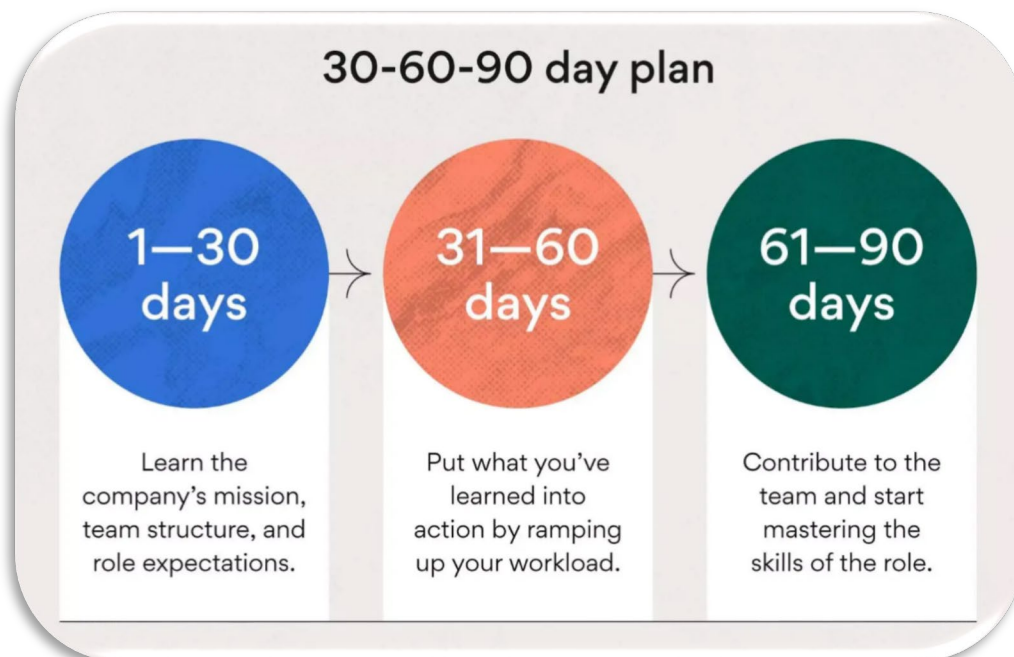 30-60-90 day plan
1—30
days
31—60
days
61—90
days
Learn the
company's mission,
team structure, and
role expectations.
Put what you've
learned into
action by ramping
up your workload.
Contribute to the
team and start
mastering the
skills of the role.